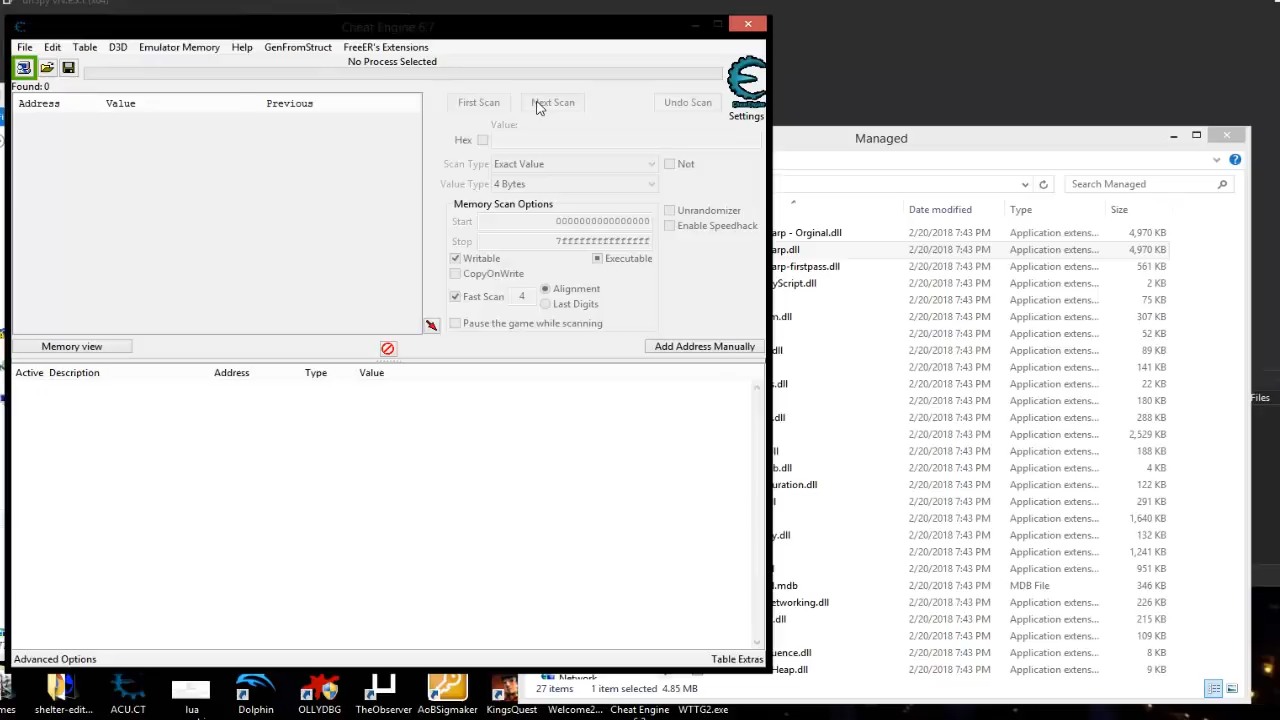 Cheat Engine 6.7
File Edit Table D3D Emulator Memory Help GenFromStruct FreeER's Extensions
No Process Selected
Found: 0
Address Value Previous
First Scan Next Scan Undo Scan
Settings
Value:
Hex
Scan Type Exact Value Not
Value Type 4 Bytes
Memory Scan Options
Start 0000000000000000
Unrandomizer
Stop 7fffffffffffffff
Enable Speedhack
Writable Executable
CopyOnWrite
Fast Scan 4 Alignment
Last Digits
Pause the game while scanning
Memory view Add Address Manually
Active Description Address Type Value
Advanced Options Table Extras
Managed
Search Managed
Date modified Type Size
arp - Orginal.dll 2/20/2018 7:43 PM Application extens... 4,970 KB
arp.dll 2/20/2018 7:43 PM Application extens... 4,970 KB
arp-firstpass.dll 2/20/2018 7:43 PM Application extens... 561 KB
yScript.dll 2/20/2018 7:43 PM Application extens... 2 KB
2/20/2018 7:43 PM Application extens... 75 KB
m.dll 2/20/2018 7:43 PM Application extens... 307 KB
2/20/2018 7:43 PM Application extens... 52 KB
dll 2/20/2018 7:43 PM Application extens... 89 KB
2/20/2018 7:43 PM Application extens... 141 KB
s.dll 2/20/2018 7:43 PM Application extens... 22 KB
2/20/2018 7:43 PM Application extens... 180 KB
.dll 2/20/2018 7:43 PM Application extens... 288 KB
2/20/2018 7:43 PM Application extens... 2,529 KB
ll 2/20/2018 7:43 PM Application extens... 188 KB
b.dll 2/20/2018 7:43 PM Application extens... 4 KB
uration.dll 2/20/2018 7:43 PM Application extens... 122 KB
ll 2/20/2018 7:43 PM Application extens... 291 KB
2/20/2018 7:43 PM Application extens... 1,640 KB
y.dll 2/20/2018 7:43 PM Application extens... 132 KB
2/20/2018 7:43 PM Application extens... 1,241 KB
2/20/2018 7:43 PM Application extens... 951 KB
l.mdb 2/20/2018 7:43 PM MDB File 346 KB
etworking.dll 2/20/2018 7:43 PM Application extens... 226 KB
.dll 2/20/2018 7:43 PM Application extens... 215 KB
2/20/2018 7:43 PM Application extens... 109 KB
uence.dll 2/20/2018 7:43 PM Application extens... 8 KB
Heap.dll 2/20/2018 7:43 PM Application extens... 9 KB
Network
27 items 1 item selected 4.85 MB
Files
mes shelter-edit... ACU.CT lua Dolphin OLLYDBG TheObserver AoBSigmaker KingsQuest Welcome2... Cheat Engine WTTG2.exe